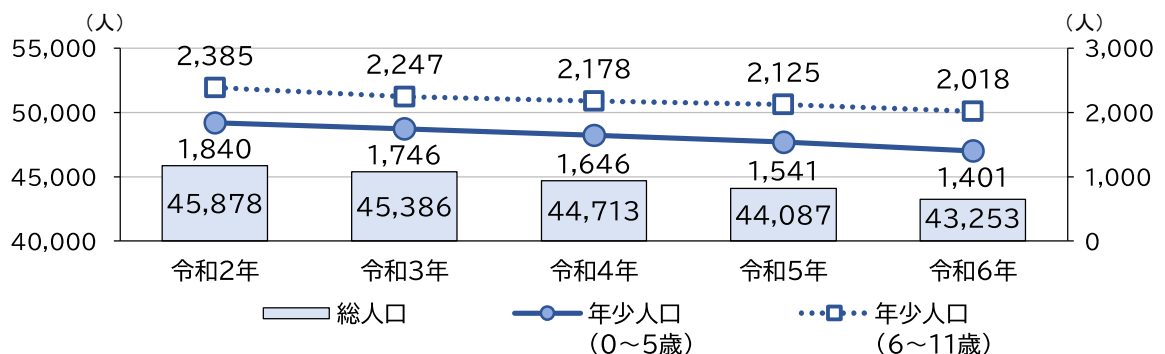 （人）
（人）
55,000
3,000
2,385
2,247
2,178
2,125
2,018
50,000
2,000
1,840
1,746
1,646
1,541
1,401
45,000
1,000
45,878
45,386
44,713
44,087
43,253
40,000
0
令和2年
令和3年
令和4年
令和5年
令和6年
総人口
年少人口
（0～5歳）
年少人口
（6～11歳）